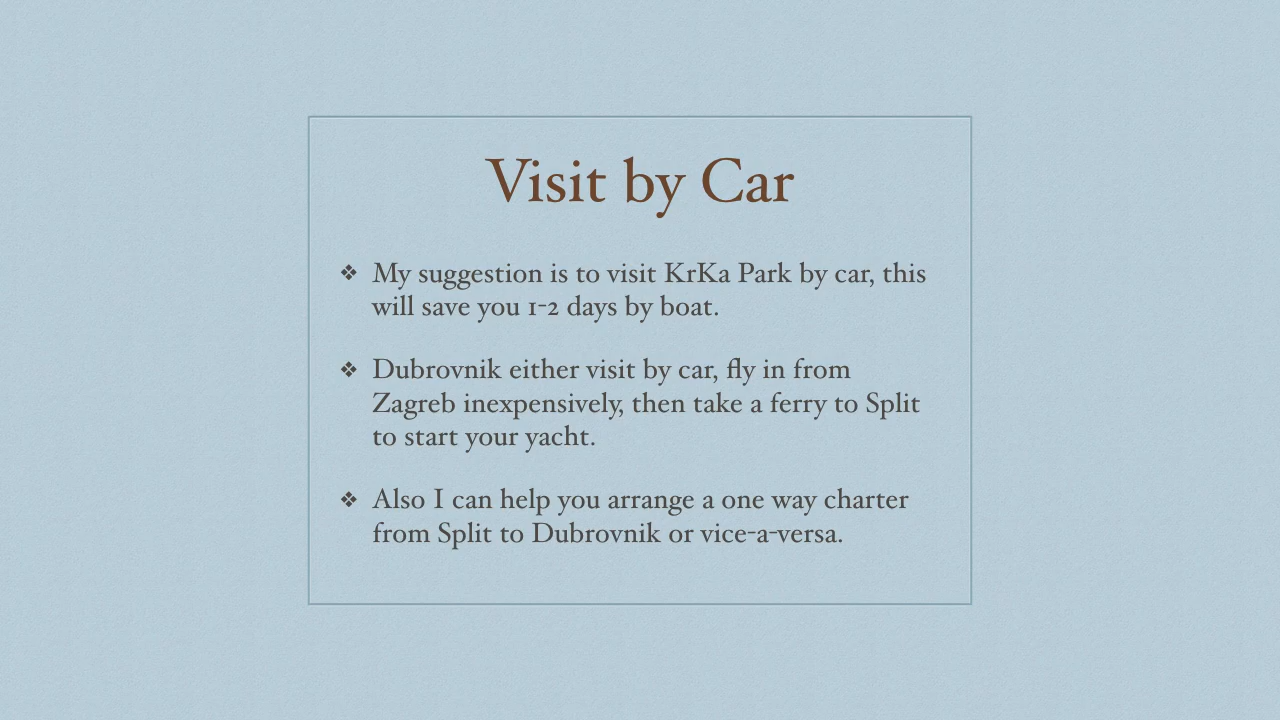 Visit by Car
❖ My suggestion is to visit KrKa Park by car, this
will save you 1-2 days by boat.
❖ Dubrovnik either visit by car, fly in from
Zagreb inexpensively, then take a ferry to Split
to start your yacht.
❖ Also I can help you arrange a one way charter
from Split to Dubrovnik or vice-a-versa.